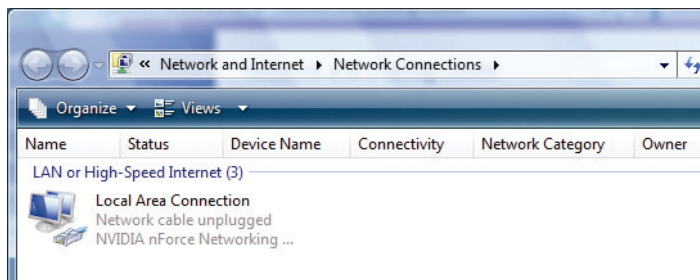 « Network and Internet Network Connections
Organize Views
Name Status Device Name Connectivity Network Category Owner
LAN or High-Speed Internet (3)
Local Area Connection
Network cable unplugged
NVIDIA nForce Networking ...